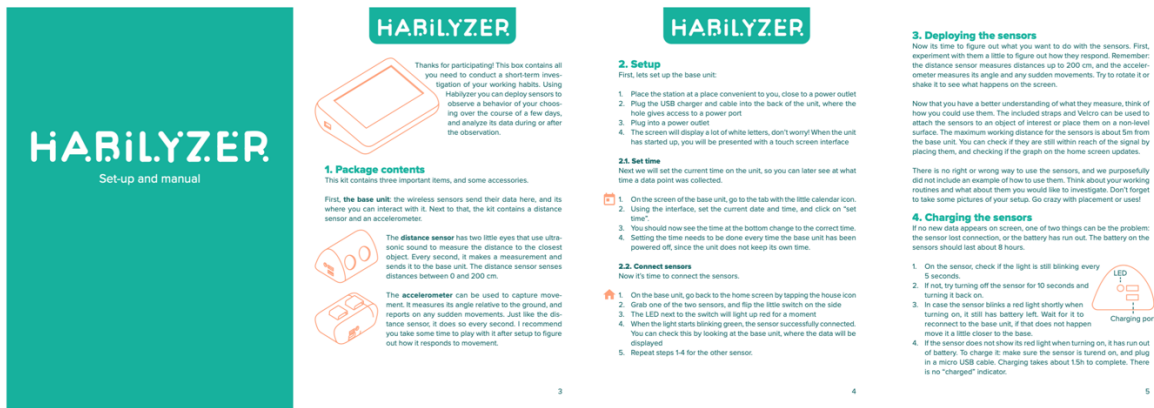 HABILYZER
Set-up and manual
HABILYZER
Thanks for participating! This box contains all
you need to conduct a short-term inves-
tigation of your working habits. Using
Habilyzer you can deploy sensors to
observe a behavior of your choos-
ing over the course of a few days,
and analyze its data during or after
the observation.
1. Package contents
This kit contains three important items, and some accessories.
First, the base unit: the wireless sensors send their data here, and its
where you can interact with it. Next to that, the kit contains a distance
sensor and an accelerometer.
The distance sensor has two little eyes that use ultra-
sonic sound to measure the distance to the closest
object. Every second, it makes a measurement and
sends it to the base unit. The distance sensor senses
distances between 0 and 200 cm.
The accelerometer can be used to capture move-
ment. It measures its angle relative to the ground, and
reports on any sudden movements. Just like the dis-
tance sensor, it does so every second. I recommend
you take some time to play with it after setup to figure
out how it responds to movement.
3
HABILYZER
2. Setup
First, lets set up the base unit:
1. Place the station at a place convenient to you, close to a power outlet
2. Plug the USB charger and cable into the back of the unit, where the
hole gives access to a power port
3. Plug into a power outlet
4. The screen will display a lot of white letters, don't worry! When the unit
has started up, you will be presented with a touch screen interface
2.1. Set time
Next we will set the current time on the unit, so you can later see at what
time a data point was collected.
1. On the screen of the base unit, go to the tab with the little calendar icon.
2. Using the interface, set the current date and time, and click on "set
time".
3. You should now see the time at the bottom change to the correct time.
4. Setting the time needs to be done every time the base unit has been
powered off, since the unit does not keep its own time.
2.2. Connect sensors
Now it's time to connect the sensors.
1. On the base unit, go back to the home screen by tapping the house icon
2. Grab one of the two sensors, and flip the little switch on the side
3. The LED next to the switch will light up red for a moment
4. When the light starts blinking green, the sensor successfully connected.
You can check this by looking at the base unit, where the data will be
displayed
5. Repeat steps 1-4 for the other sensor.
4
3. Deploying the sensors
Now its time to figure out what you want to do with the sensors. First,
experiment with them a little to figure out how they respond. Remember:
the distance sensor measures distances up to 200 cm, and the acceler-
ometer measures its angle and any sudden movements. Try to rotate it or
shake it to see what happens on the screen.
Now that you have a better understanding of what they measure, think of
how you could use them. The included straps and Velcro can be used to
attach the sensors to an object of interest or place them on a non-level
surface. The maximum working distance for the sensors is about 5m from
the base unit. You can check if they are still within reach of the signal by
placing them, and checking if the graph on the home screen updates.
There is no right or wrong way to use the sensors, and we purposefully
did not include an example of how to use them. Think about your working
routines and what about them you would like to investigate. Don't forget
to take some pictures of your setup. Go crazy with placement or uses!
4. Charging the sensors
If no new data appears on screen, one of two things can be the problem:
the sensor lost connection, or the battery has run out. The battery on the
sensors should last about 8 hours.
1. On the sensor, check if the light is still blinking every
5 seconds.
2. If not, try turning off the sensor for 10 seconds and
turning it back on.
3. In case the sensor blinks a red light shortly when
turning on, it still has battery left. Wait for it to
reconnect to the base unit, if that does not happen
move it a little closer to the base.
LED
Charging por
4. If the sensor does not show its red light when turning on, it has run out
of battery. To charge it: make sure the sensor is turend on, and plug
in a micro USB cable. Charging takes about 1.5h to complete. There
is no "charged" indicator.
5